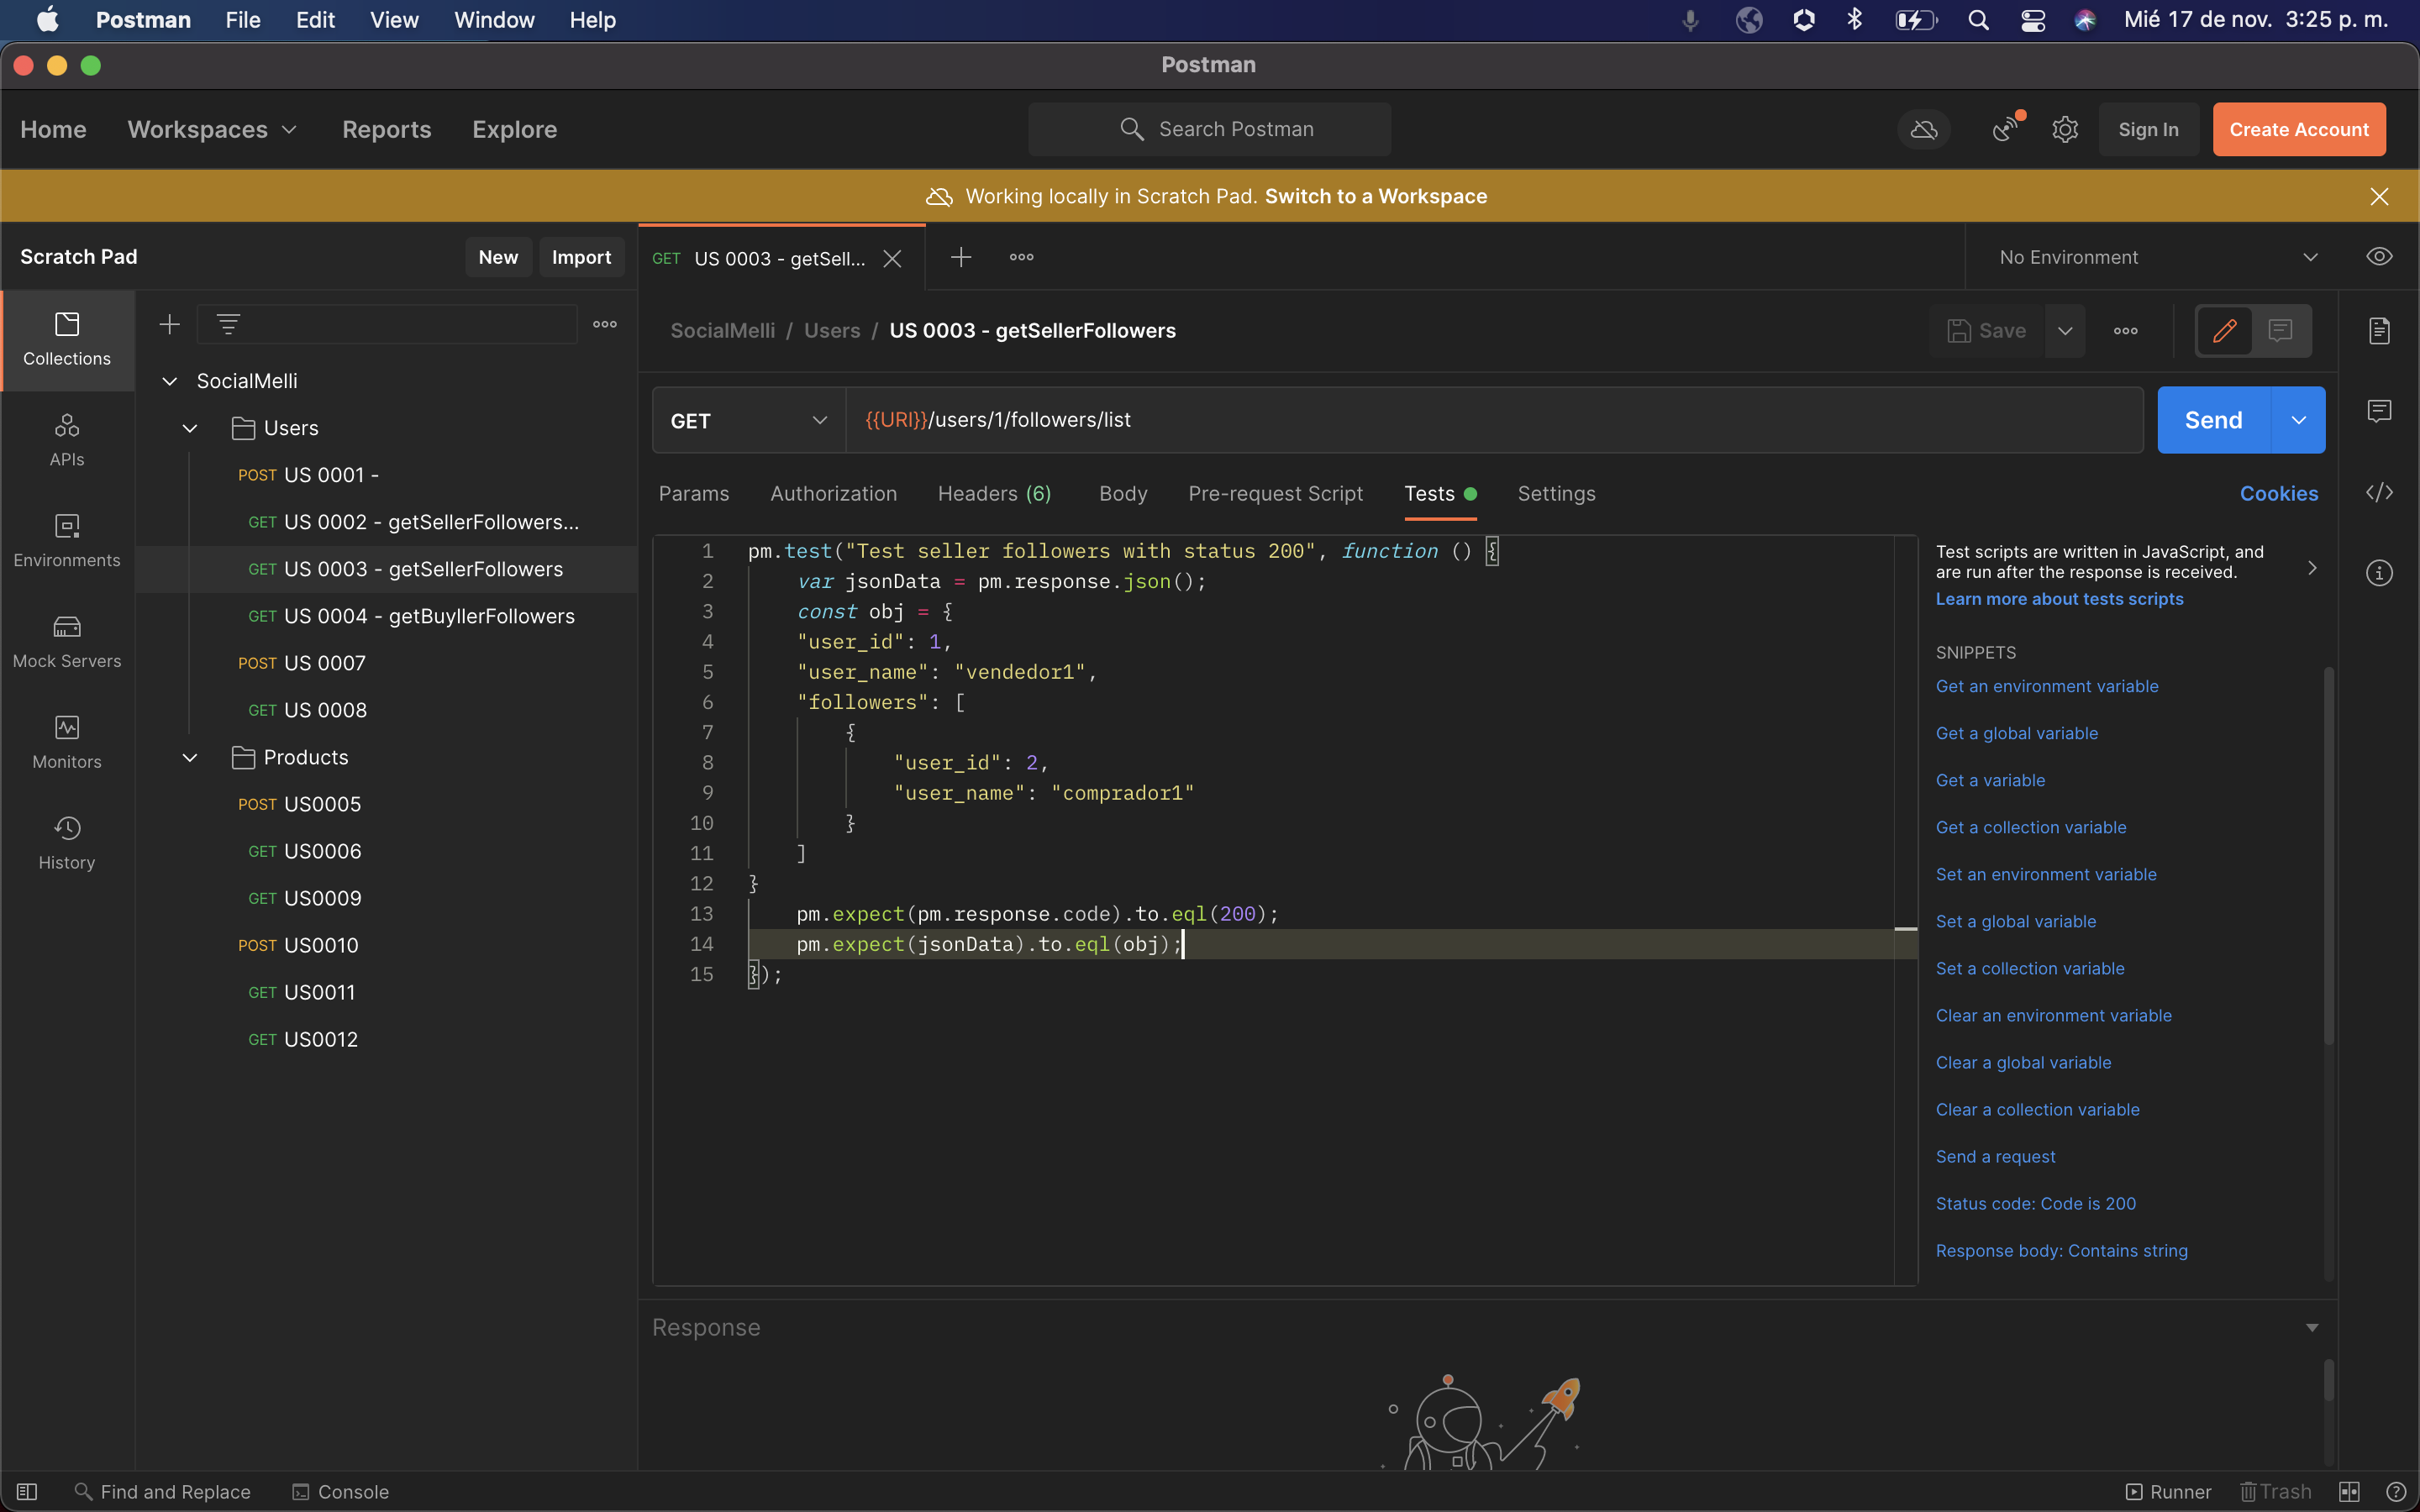 Postman File Edit View Window Help Mié 17 de nov. 3:25 p. m.
Postman
Home Workspaces Reports Explore Search Postman Sign In Create Account
Working locally in Scratch Pad. Switch to a Workspace
Scratch Pad New Import GET US 0003 - getSell... No Environment
Collections
APIs
Environments
Mock Servers
Monitors
History
SocialMelli
Users
POST US 0001 -
GET US 0002 - getSellerFollowers...
GET US 0003 - getSellerFollowers
GET US 0004 - getBuyllerFollowers
POST US 0007
GET US 0008
Products
POST US0005
GET US0006
GET US0009
POST US0010
GET US0011
GET US0012
SocialMelli / Users / US 0003 - getSellerFollowers Save
GET {{URI}}/users/1/followers/list Send
Params Authorization Headers (6) Body Pre-request Script Tests Settings Cookies
1 pm.test("Test seller followers with status 200", function () {
2 var jsonData = pm.response.json();
3 const obj = {
4 "user_id": 1,
5 "user_name": "vendedor1",
6 "followers": [
7 {
8 "user_id": 2,
9 "user_name": "comprador1"
10 }
11 ]
12 }
13 pm.expect(pm.response.code).to.eql(200);
14 pm.expect(jsonData).to.eql(obj);
15 });
Test scripts are written in JavaScript, and
are run after the response is received.
Learn more about tests scripts
SNIPPETS
Get an environment variable
Get a global variable
Get a variable
Get a collection variable
Set an environment variable
Set a global variable
Set a collection variable
Clear an environment variable
Clear a global variable
Clear a collection variable
Send a request
Status code: Code is 200
Response body: Contains string
Response
Find and Replace Console Runner Trash